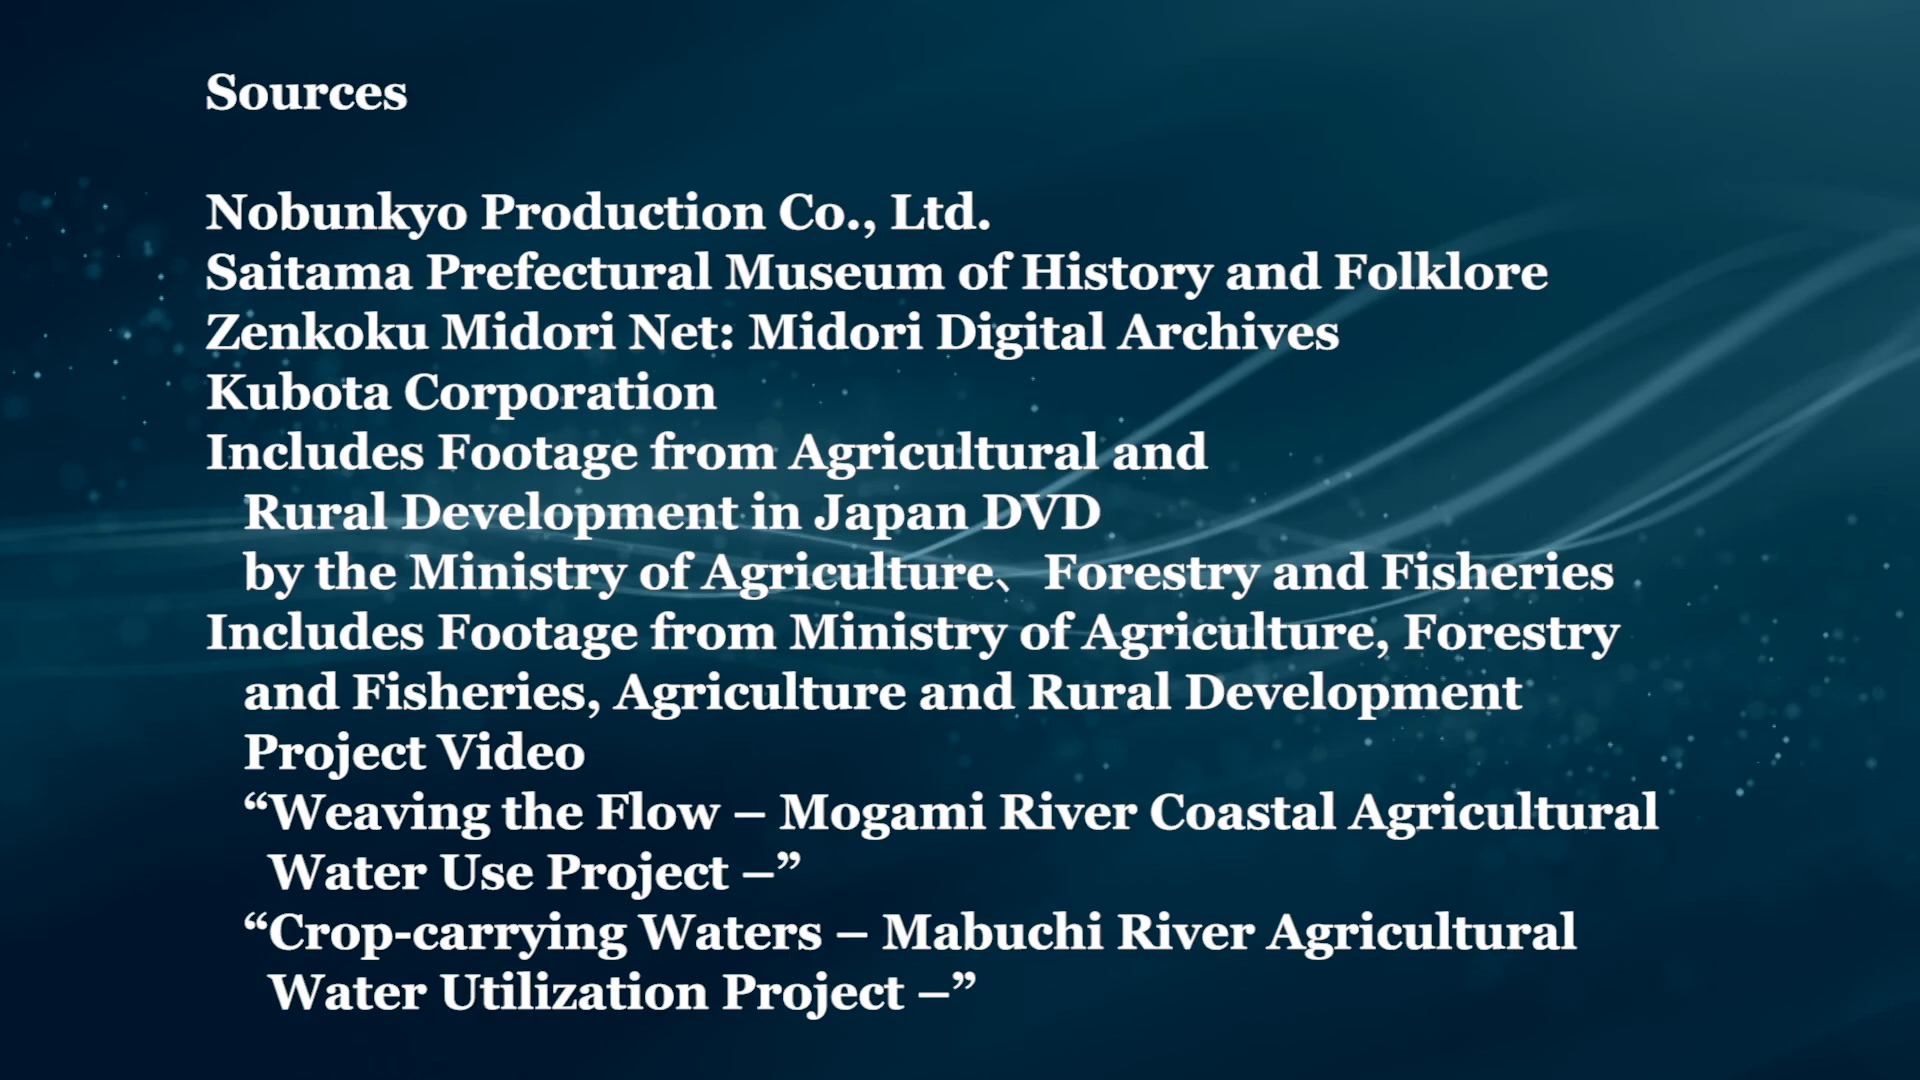 Sources
Nobunkyo Production Co., Ltd.
Saitama Prefectural Museum of History and Folklore
Zenkoku Midori Net: Midori Digital Archives
Kubota Corporation
Includes Footage from Agricultural and
Rural Development in Japan DVD
by the Ministry of Agriculture、Forestry and Fisheries
Includes Footage from Ministry of Agriculture, Forestry
and Fisheries, Agriculture and Rural Development
Project Video
“Weaving the Flow – Mogami River Coastal Agricultural
Water Use Project –”
“Crop-carrying Waters – Mabuchi River Agricultural
Water Utilization Project –”